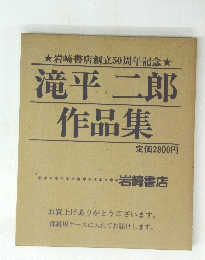 ★岩崎書店創立50周年記念★
滝平二郎
作品集
定価2800円
岩崎書店
お買上げありがとうございます。
保護用ケースに入れてお届けします。